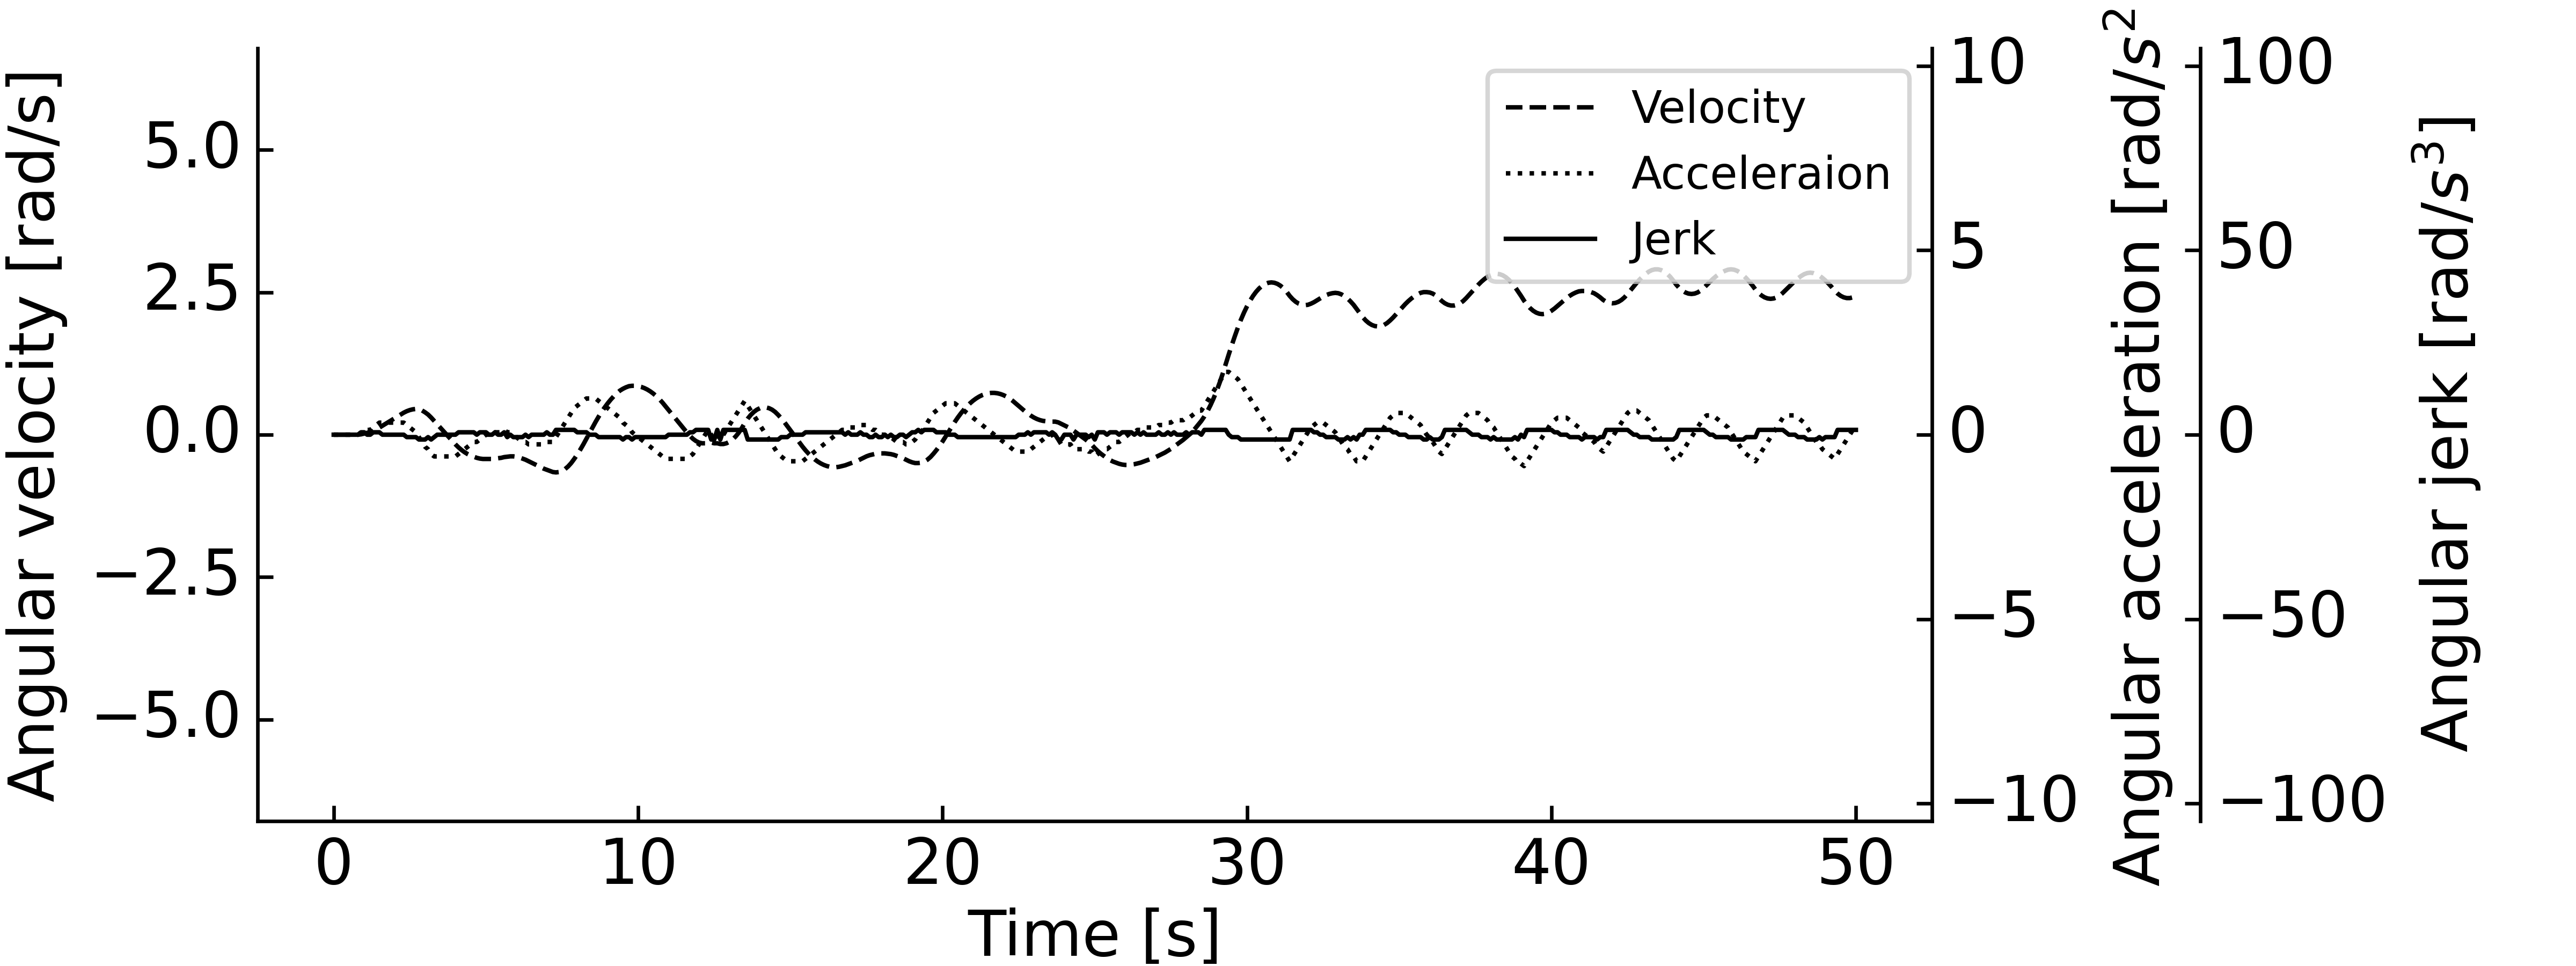 Angular velocity [rad/s]
5.0
2.5
0.0
−2.5
−5.0
Velocity
Acceleraion
Jerk
10
5
0
−5
−10
Angular acceleration [rad/s²
100
50
0
−50
−100
Angular jerk [rad/s³]
0 10 20 30 40 50
Time [s]